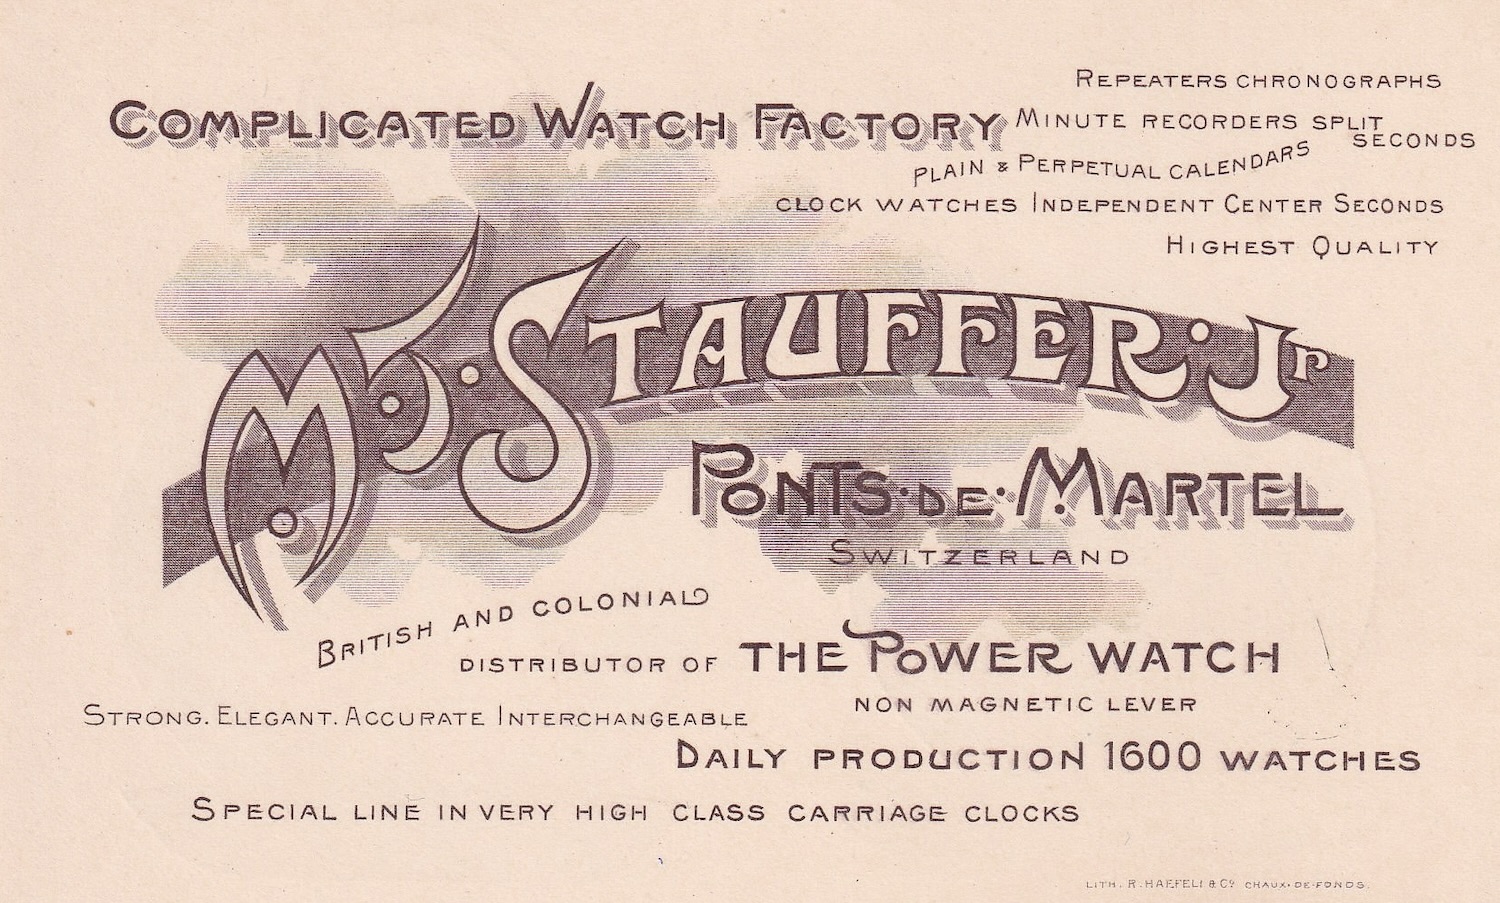 COMPLICATED WATCH FACTORY
REPEATERS CHRONOGRAPHS
MINUTE RECORDERS SPLIT
SECONDS
PLAIN & PERPETUAL CALENDARS
CLOCK WATCHES INDEPENDENT CENTER SECONDS
HIGHEST QUALITY
STAUFFER·JR
PONTS·DE·MARTEL
SWITZERLAND
BRITISH AND COLONIAL
DISTRIBUTOR OF THE POWER WATCH
NON MAGNETIC LEVER
STRONG. ELEGANT. ACCURATE INTERCHANGEABLE
DAILY PRODUCTION 1600 WATCHES
SPECIAL LINE IN VERY HIGH CLASS CARRIAGE CLOCKS
LITH. R. HAEFELI & Cº CHAUX·DE·FONDS.